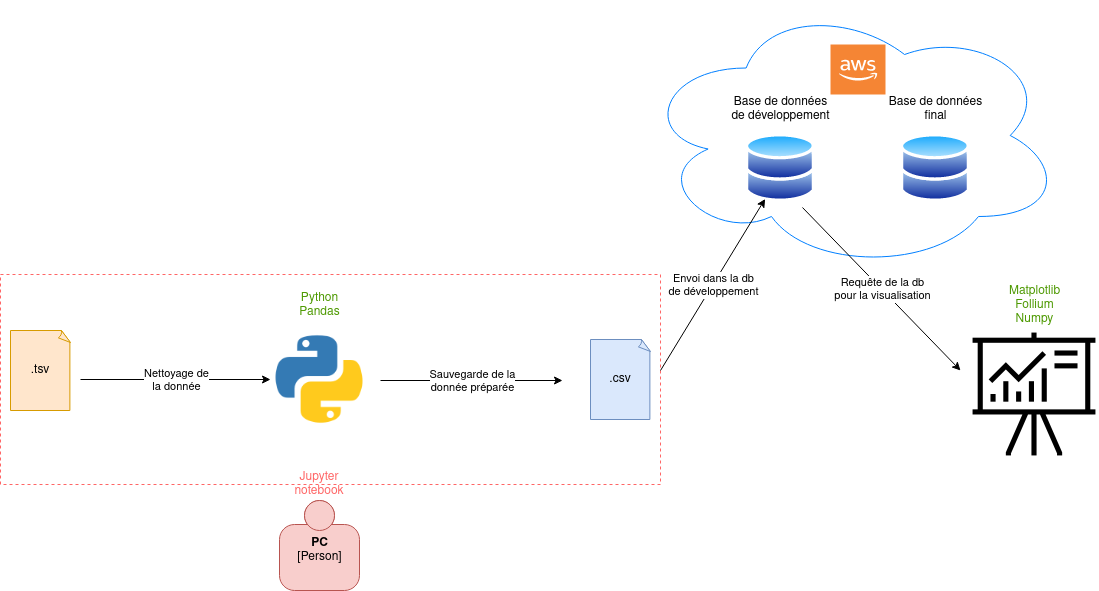 aws
Base de données
de développement
Base de données
final
Envoi dans la db
de développement
Requête de la db
pour la visualisation
Matplotlib
Follium
Numpy
Python
Pandas
.tsv
Nettoyage de
la donnée
Sauvegarde de la
donnée préparée
.csv
Jupyter
notebook
PC
[Person]